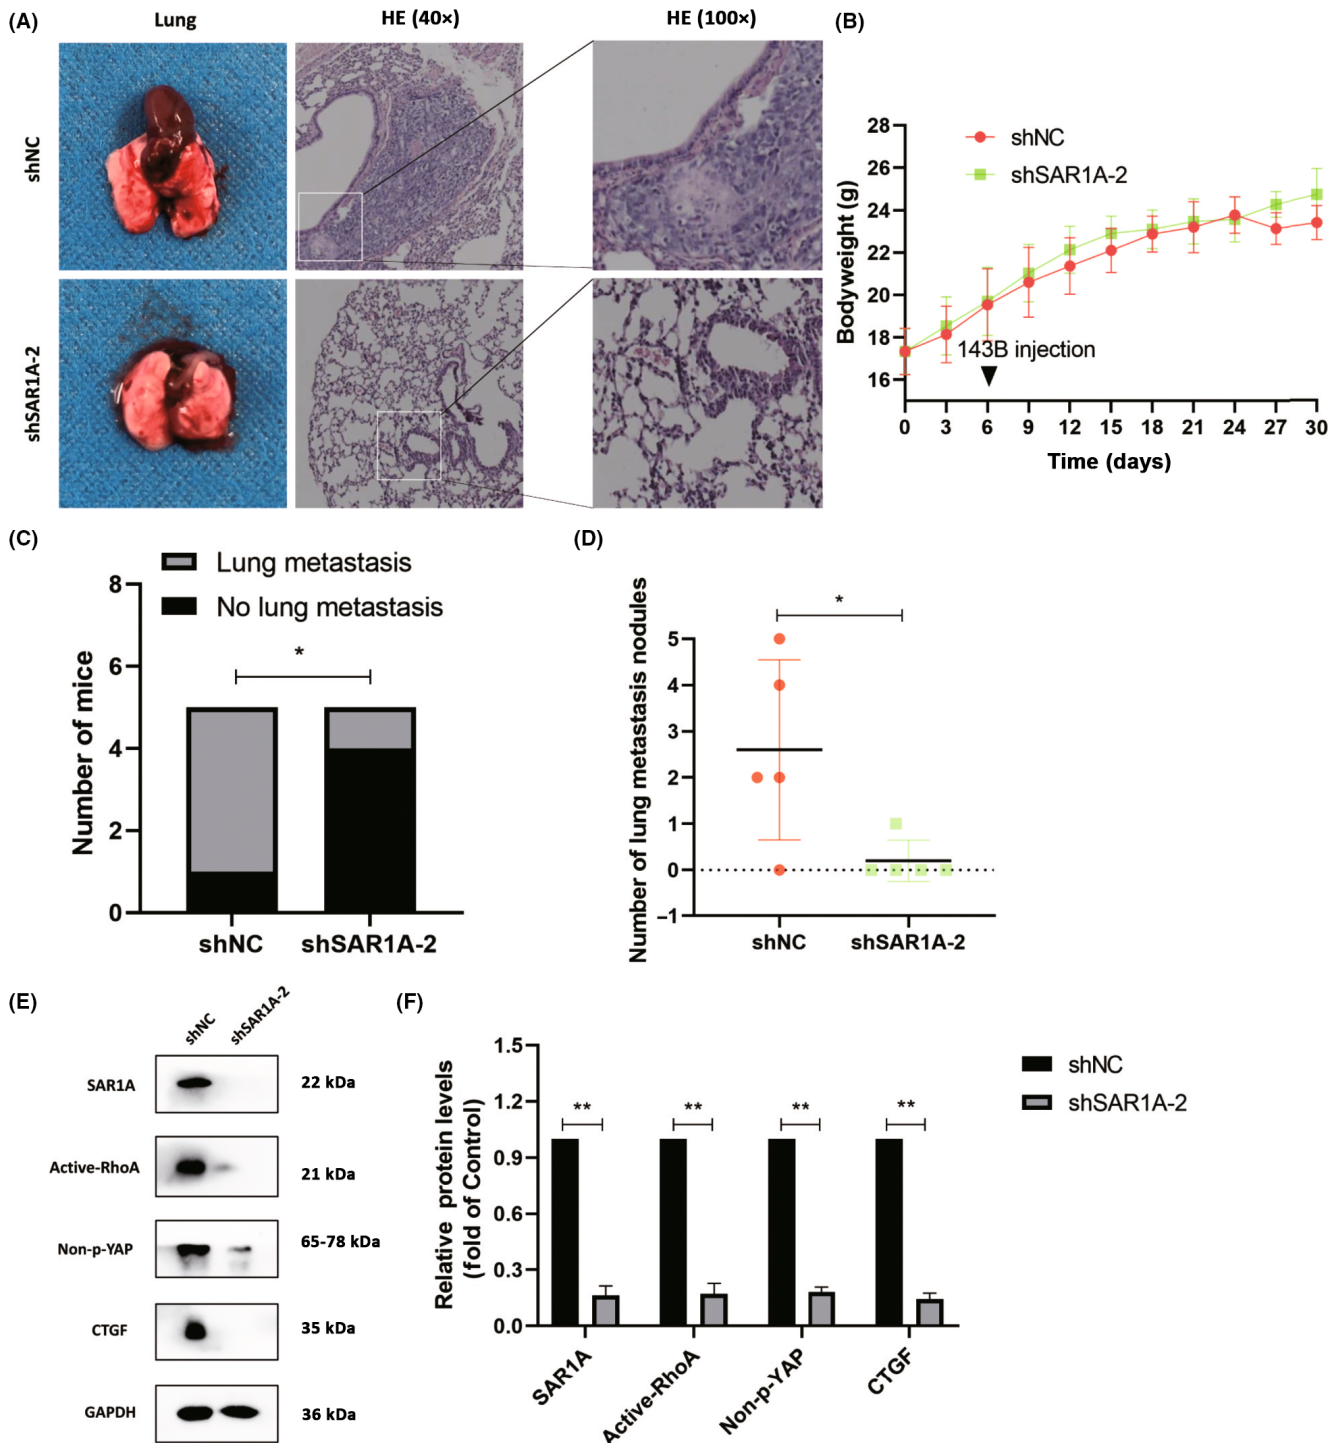 (A)
Lung
HE (40×)
HE (100×)
shNC
shSAR1A-2
(B)
shNC
shSAR1A-2
Bodyweight (g)
28
26
24
22
20
18
16
143B injection
0 3 6 9 12 15 18 21 24 27 30
Time (days)
(C)
Lung metastasis
No lung metastasis
Number of mice
8
6
4
2
0
*
shNC shSAR1A-2
(D)
Number of lung metastasis nodules
*
5
4
3
2
1
0
−1
shNC shSAR1A-2
(E)
shNC shSAR1A-2
SAR1A 22 kDa
Active-RhoA 21 kDa
Non-p-YAP 65-78 kDa
CTGF 35 kDa
GAPDH 36 kDa
(F)
Relative protein levels
(fold of Control)
1.5
1.2
0.9
0.6
0.3
0.0
** ** ** **
SAR1A Active-RhoA Non-p-YAP CTGF
shNC
shSAR1A-2